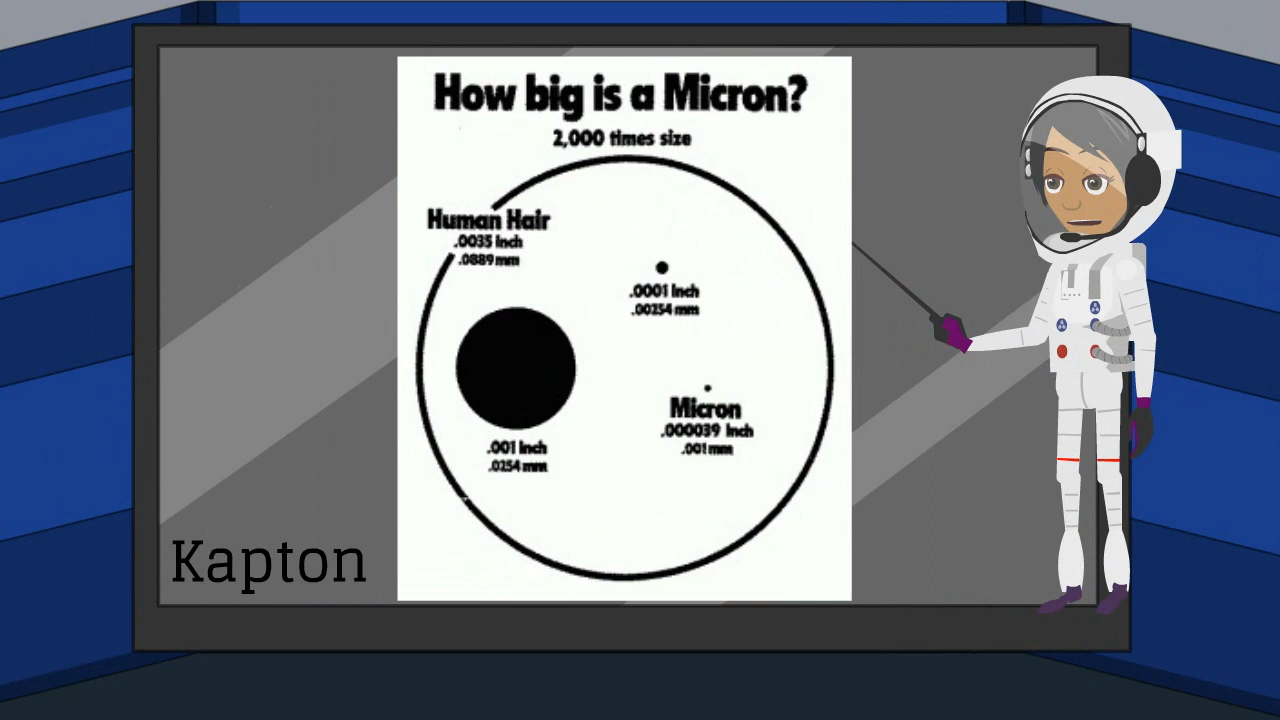 How big is a Micron?
2,000 times size
Human Hair
.0035 Inch
.0889 mm
.0001 Inch
.00254 mm
Micron
.000039 Inch
.001 mm
.001 Inch
.0254 mm
Kapton